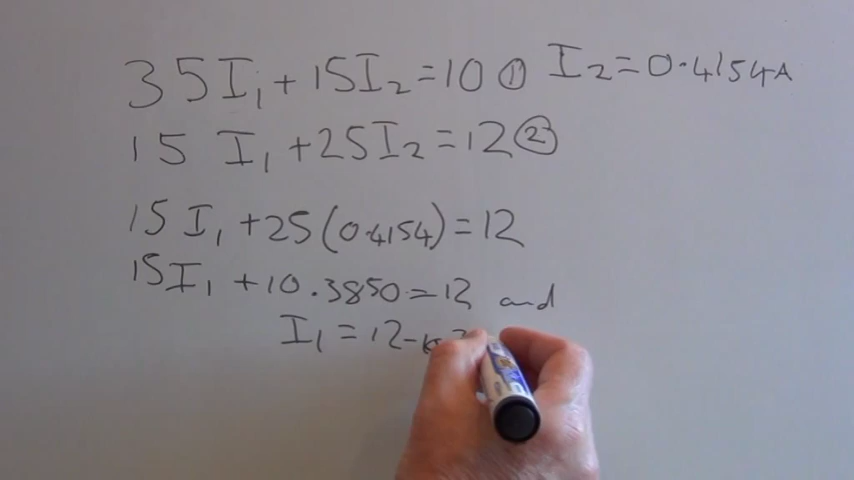 35I₁ + 15I₂ = 10 ① I₂ = 0.4154A
15 I₁ + 25I₂ = 12 ②
15 I₁ + 25(0.4154) = 12
15I₁ + 10.3850 = 12 and
I₁ = 12 -